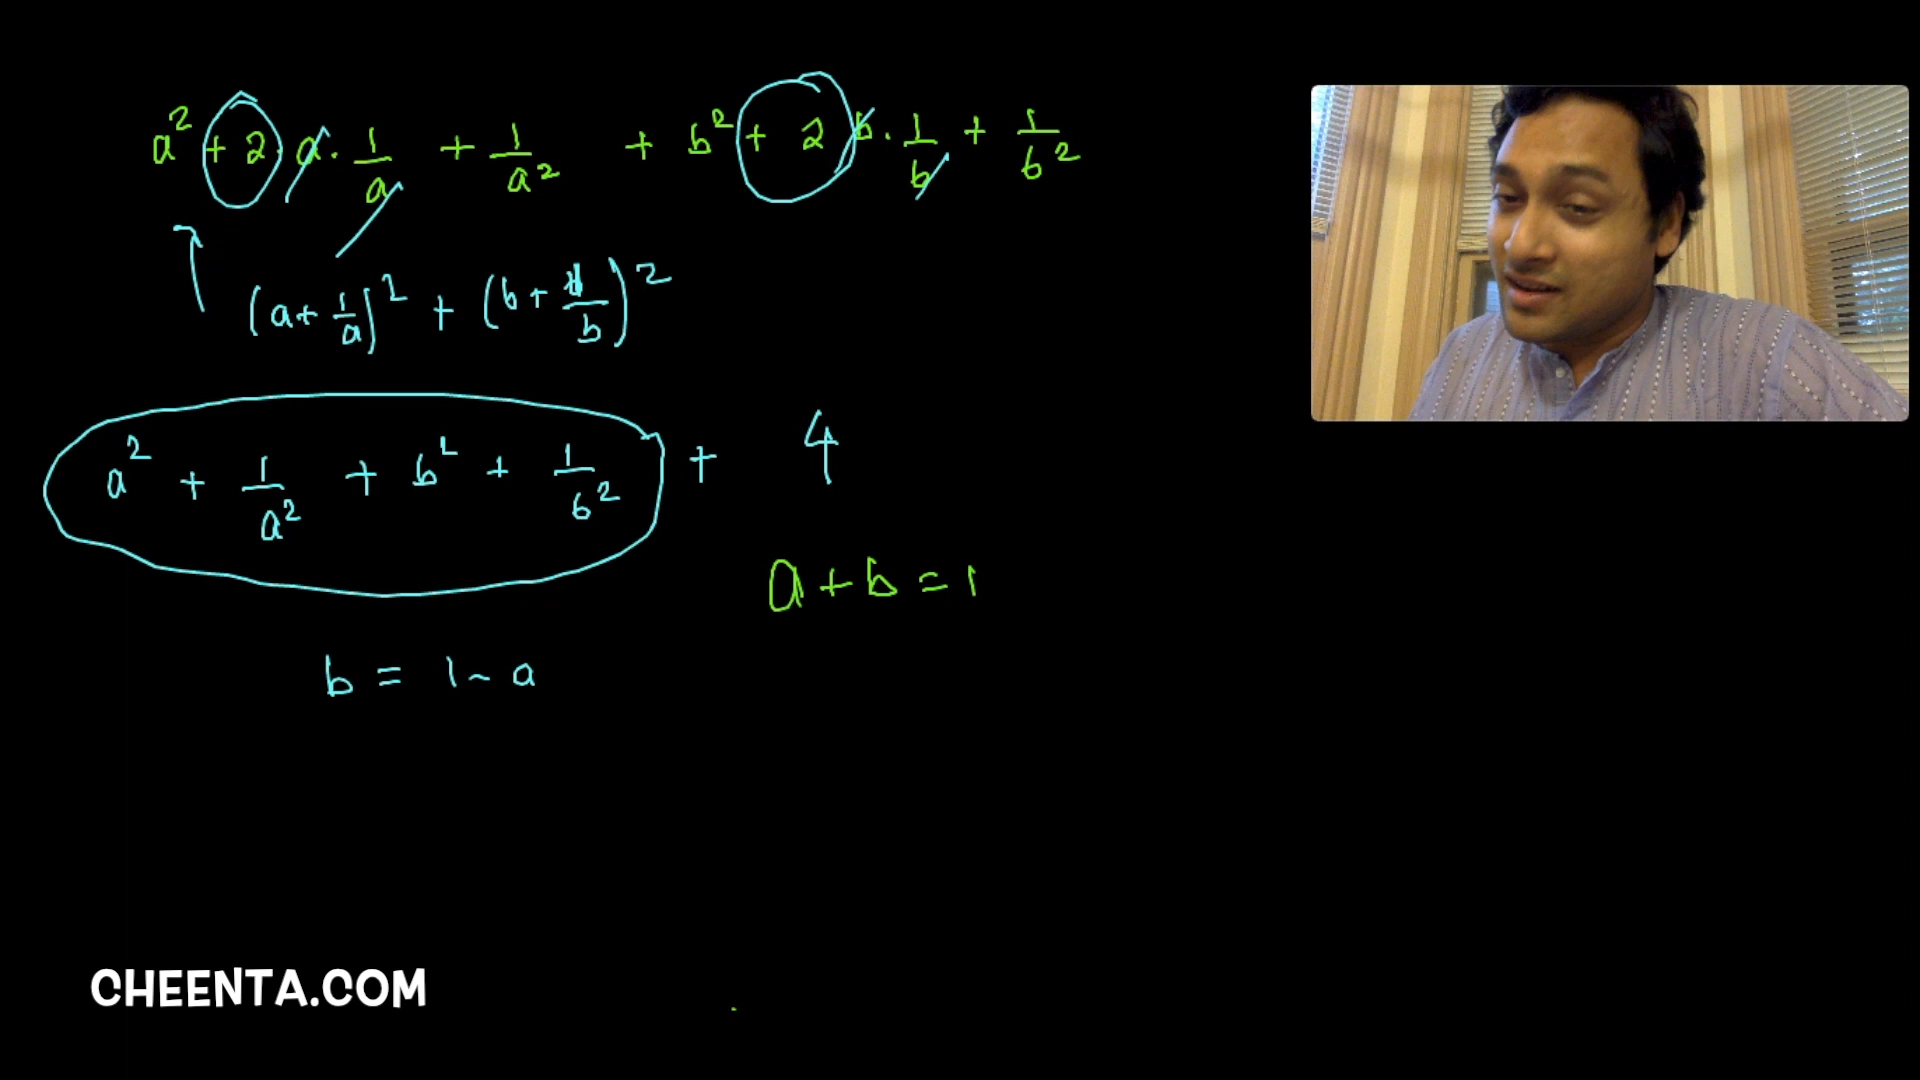 a² + 2. a. 1/a + 1/a² + b² + 2 b. 1/b + 1/b²
(a + 1/a)² + (b + 1/b)²
a² + 1/a² + b² + 1/b² + 4
a + b = 1
b = 1 - a
CHEENTA.COM